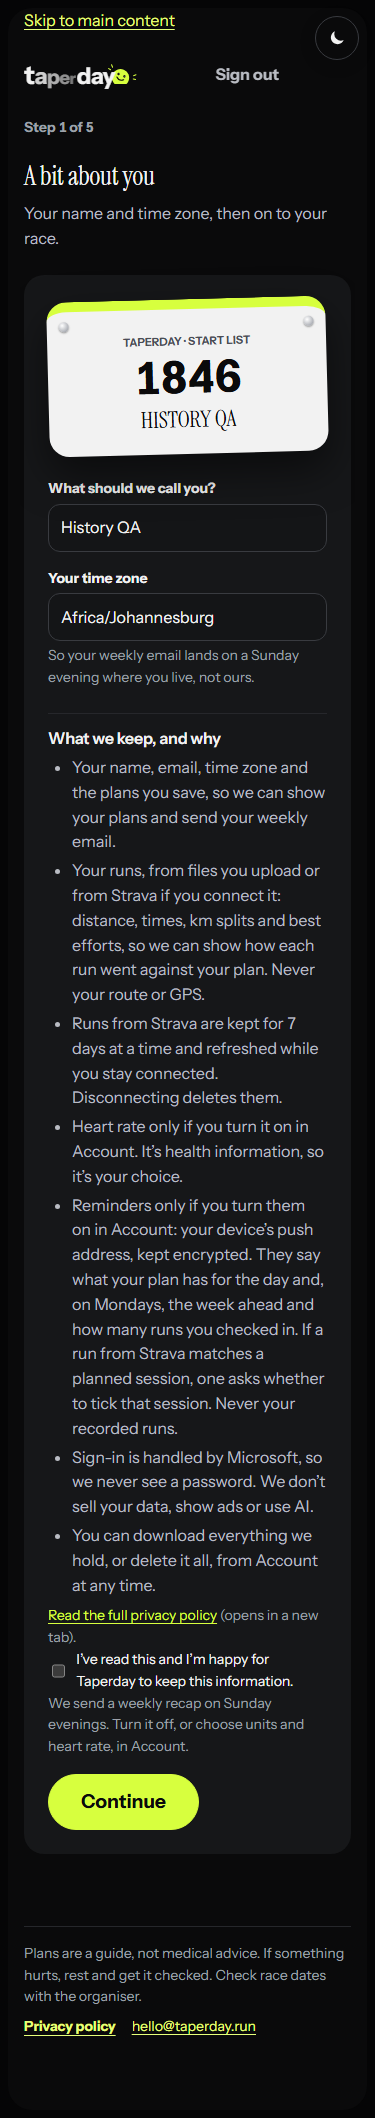 Skip to main content
taperday
Sign out
Step 1 of 5
A bit about you
Your name and time zone, then on to your
race.
TAPERDAY · START LIST
1846
HISTORY QA
What should we call you?
History QA
Your time zone
Africa/Johannesburg
So your weekly email lands on a Sunday
evening where you live, not ours.
What we keep, and why
• Your name, email, time zone and
the plans you save, so we can show
your plans and send your weekly
email.
• Your runs, from files you upload or
from Strava if you connect it:
distance, times, km splits and best
efforts, so we can show how each
run went against your plan. Never
your route or GPS.
• Runs from Strava are kept for 7
days at a time and refreshed while
you stay connected.
Disconnecting deletes them.
• Heart rate only if you turn it on in
Account. It’s health information, so
it’s your choice.
• Reminders only if you turn them
on in Account: your device’s push
address, kept encrypted. They say
what your plan has for the day and,
on Mondays, the week ahead and
how many runs you checked in. If a
run from Strava matches a
planned session, one asks whether
to tick that session. Never your
recorded runs.
• Sign-in is handled by Microsoft, so
we never see a password. We don’t
sell your data, show ads or use AI.
• You can download everything we
hold, or delete it all, from Account
at any time.
Read the full privacy policy (opens in a new
tab).
I’ve read this and I’m happy for
Taperday to keep this information.
We send a weekly recap on Sunday
evenings. Turn it off, or choose units and
heart rate, in Account.
Continue
Plans are a guide, not medical advice. If something
hurts, rest and get it checked. Check race dates
with the organiser.
Privacy policy hello@taperday.run